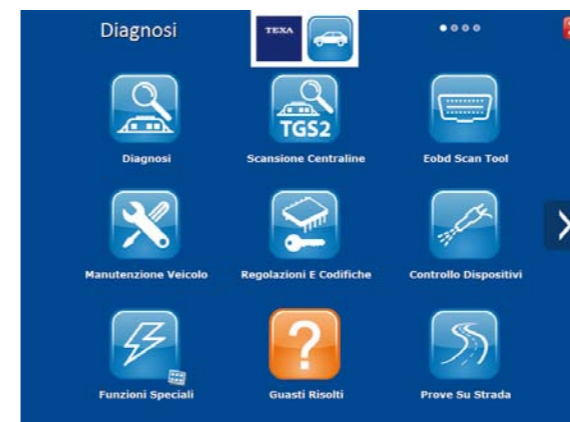 Diagnosi
TEXA
TGS2
Diagnosi
Scansione Centraline
Eobd Scan Tool
Manutenzione Veicolo
Regolazioni E Codifiche
Controllo Dispositivi
?
Funzioni Speciali
Guasti Risolti
Prove Su Strada